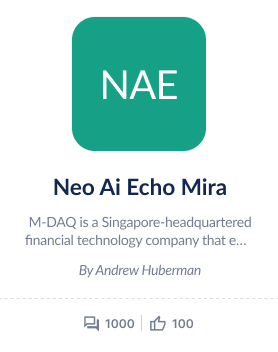 NAE
Neo Ai Echo Mira
M-DAQ is a Singapore-headquartered
financial technology company that e...
By Andrew Huberman
1000 100